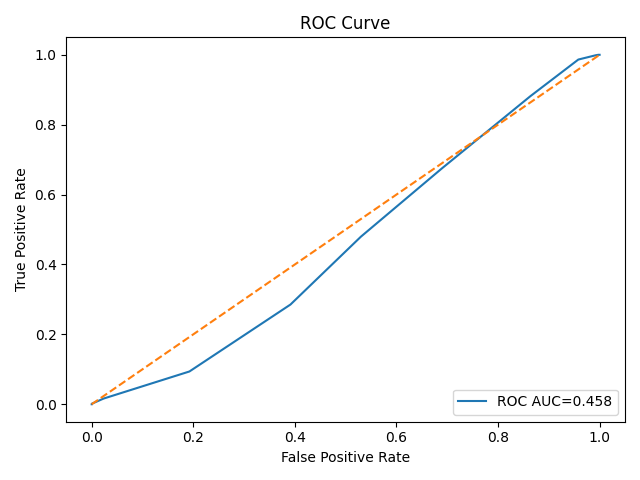 ROC Curve
True Positive Rate
1.0
0.8
0.6
0.4
0.2
0.0
ROC AUC=0.458
0.0 0.2 0.4 0.6 0.8 1.0
False Positive Rate